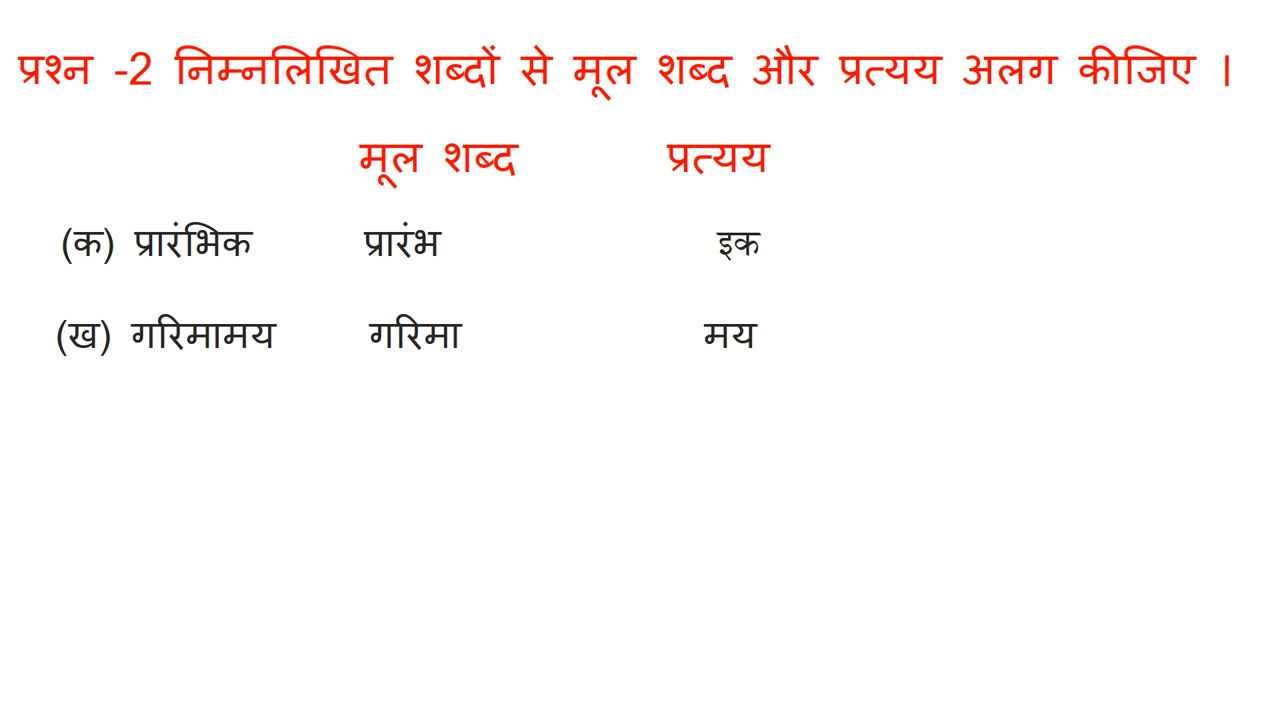 प्रश्न -2 निम्नलिखित शब्दों से मूल शब्द और प्रत्यय अलग कीजिए ।
मूल शब्द प्रत्यय
(क) प्रारंभिक प्रारंभ इक
(ख) गरिमामय गरिमा मय